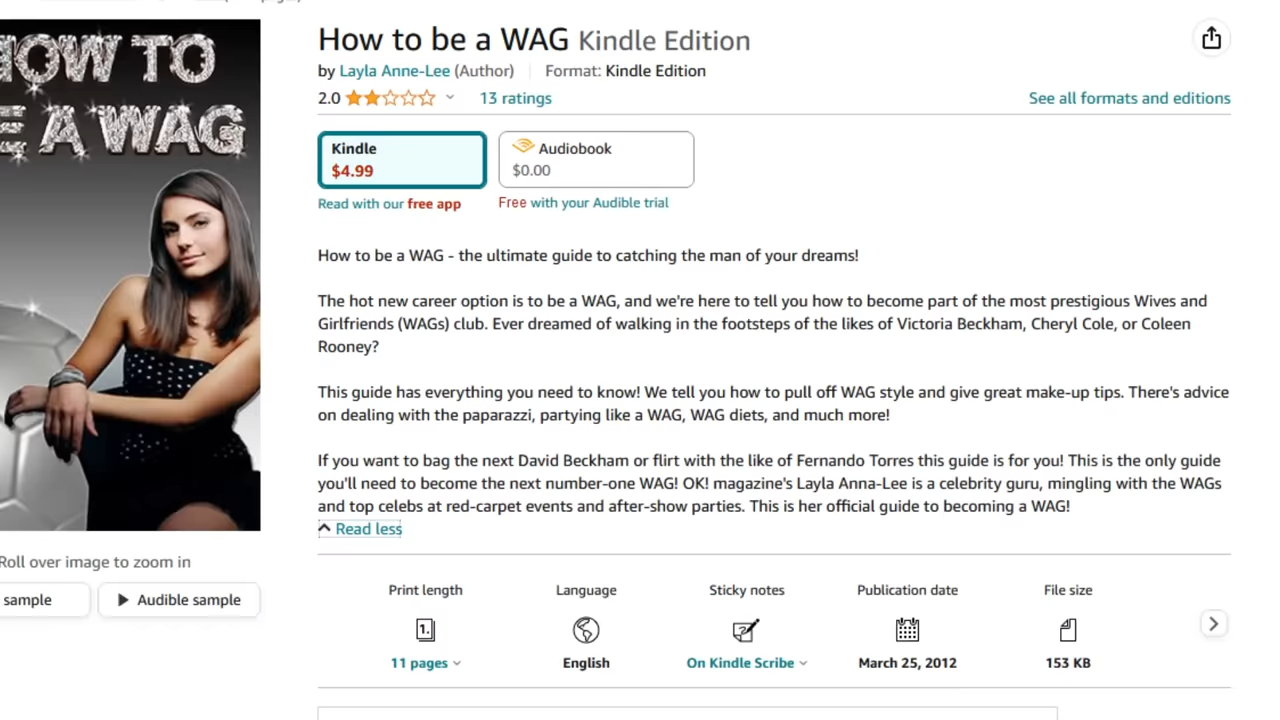 How to be a WAG Kindle Edition
by Layla Anne-Lee (Author) Format: Kindle Edition
2.0 13 ratings
See all formats and editions
HOW TO
BE A WAG
Kindle
$4.99
Audiobook
$0.00
Read with our free app
Free with your Audible trial
How to be a WAG - the ultimate guide to catching the man of your dreams!
The hot new career option is to be a WAG, and we're here to tell you how to become part of the most prestigious Wives and
Girlfriends (WAGs) club. Ever dreamed of walking in the footsteps of the likes of Victoria Beckham, Cheryl Cole, or Coleen
Rooney?
This guide has everything you need to know! We tell you how to pull off WAG style and give great make-up tips. There's advice
on dealing with the paparazzi, partying like a WAG, WAG diets, and much more!
If you want to bag the next David Beckham or flirt with the like of Fernando Torres this guide is for you! This is the only guide
you'll need to become the next number-one WAG! OK! magazine's Layla Anna-Lee is a celebrity guru, mingling with the WAGs
and top celebs at red-carpet events and after-show parties. This is her official guide to becoming a WAG!
Read less
Roll over image to zoom in
sample
Audible sample
Print length
Language
Sticky notes
Publication date
File size
1.
11 pages
English
On Kindle Scribe
March 25, 2012
153 KB